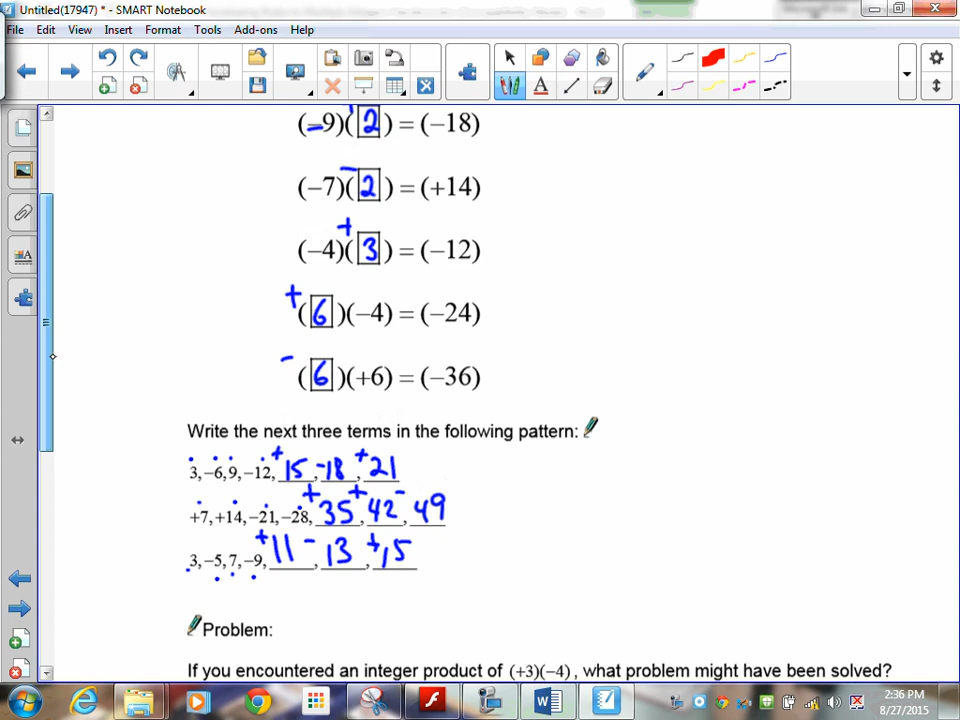 Untitled(17947) * - SMART Notebook
File Edit View Insert Format Tools Add-ons Help
(−9)(2) = (−18)
−
(−7)(2) = (+14)
+
(−4)(3) = (−12)
+
(6)(−4) = (−24)
−
(6)(+6) = (−36)
Write the next three terms in the following pattern:
3, −6, 9, −12, +15, −18, +21
+7, +14, −21, −28, +35, +42, −49
3, −5, 7, −9, +11, −13, +15
Problem:
If you encountered an integer product of (+3)(−4), what problem might have been solved?
2:36 PM
8/27/2015